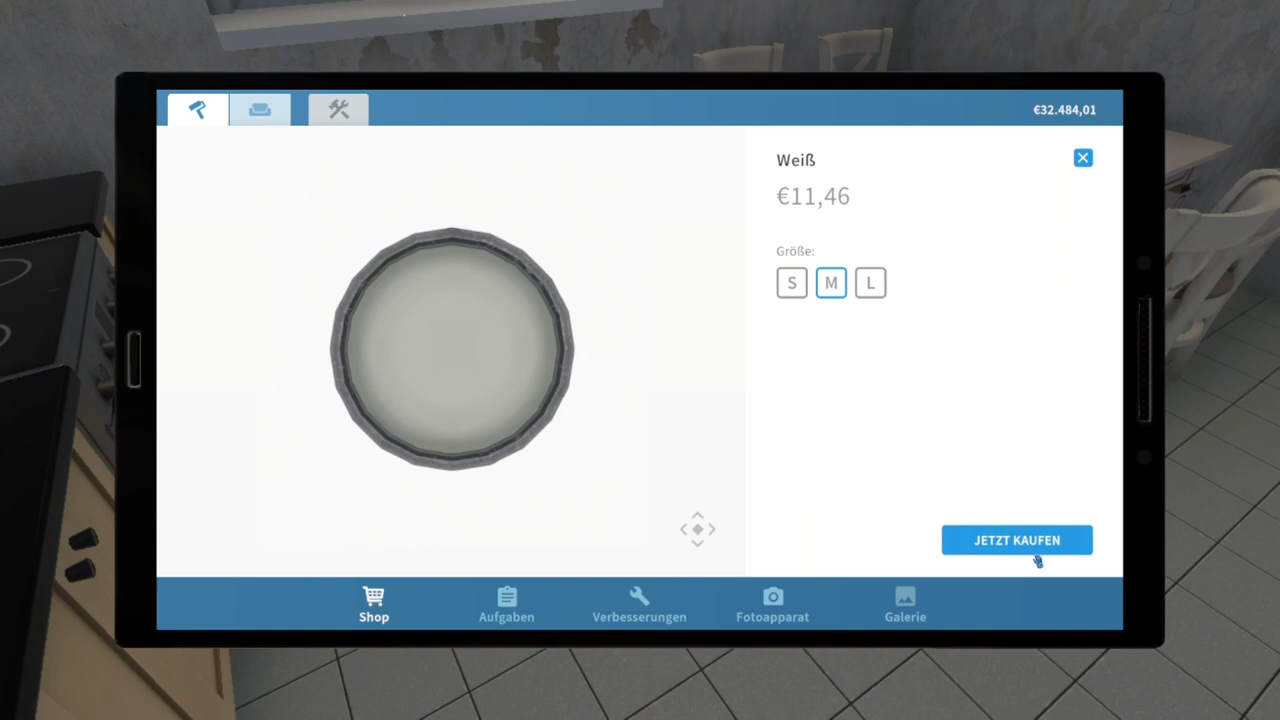 €32.484,01
Weiß
€11,46
Größe:
S M L
JETZT KAUFEN
Shop Aufgaben Verbesserungen Fotoapparat Galerie